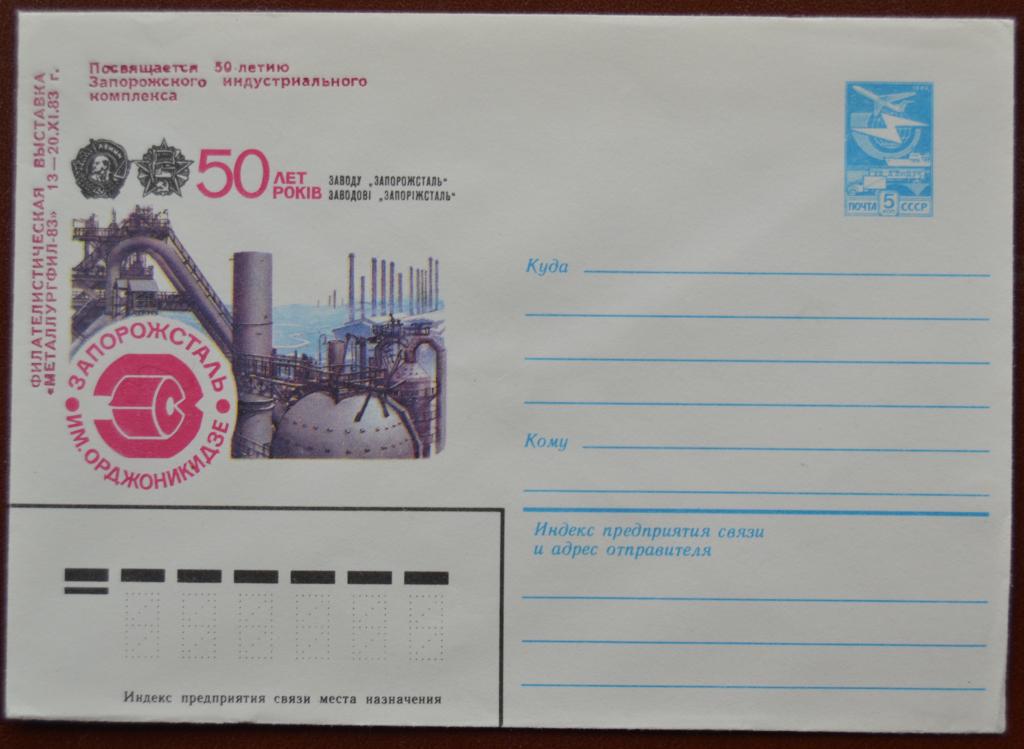 Посвящается 50-летию
Запорожского индустриального
комплекса
ФИЛАТЕЛИСТИЧЕСКАЯ ВЫСТАВКА
«МЕТАЛЛУРГФИЛ-83» 13—20.XI.83 г.
ЛЕНИН
50 ЛЕТ
РОКІВ
ЗАВОДУ „ЗАПОРОЖСТАЛЬ“
ЗАВОДОВІ „ЗАПОРІЖСТАЛЬ“
ЗАПОРОЖСТАЛЬ
ИМ. ОРДЖОНИКИДЗЕ
ПОЧТА 5 СССР
Куда
Кому
Индекс предприятия связи
и адрес отправителя
Индекс предприятия связи места назначения